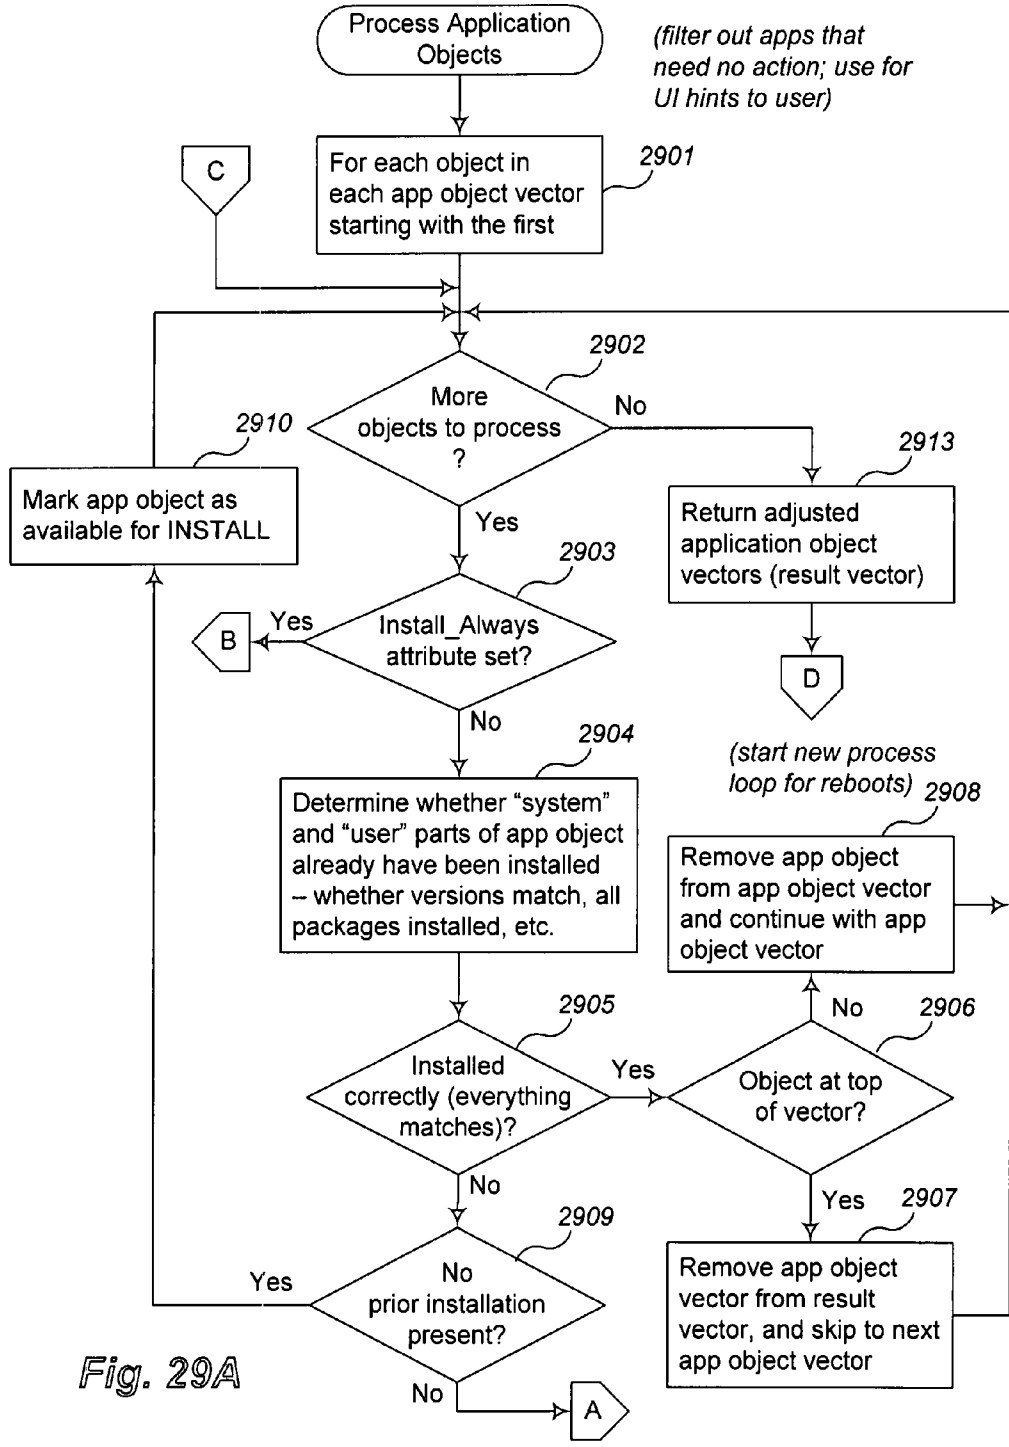 Process Application
Objects
(filter out apps that
need no action; use for
UI hints to user)
C
2901
For each object in
each app object vector
starting with the first
2902
More
objects to process
?
No
2910
Mark app object as
available for INSTALL
2913
Return adjusted
application object
vectors (result vector)
Yes
2903
Install_Always
attribute set?
Yes
B
D
No
2904
(start new process
loop for reboots)
Determine whether “system”
and “user” parts of app object
already have been installed
– whether versions match, all
packages installed, etc.
2908
Remove app object
from app object vector
and continue with app
object vector
2905
Installed
correctly (everything
matches)?
Yes
No
2906
Object at top
of vector?
No
Yes
2907
2909
No
prior installation
present?
Yes
Remove app object
vector from result
vector, and skip to next
app object vector
No
A
Fig. 29A